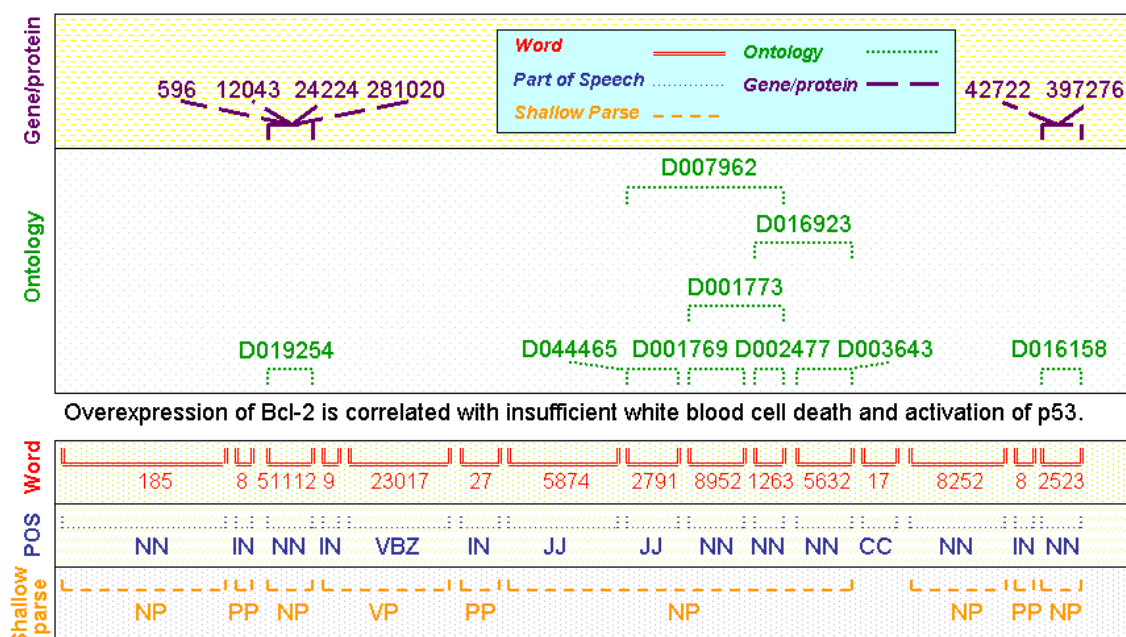 Gene/protein
596 12043 24224 281020
Word
Ontology
Part of Speech
Gene/protein
Shallow Parse
42722 397276
Ontology
D007962
D016923
D001773
D019254 D044465 D001769 D002477 D003643 D016158
Overexpression of Bcl-2 is correlated with insufficient white blood cell death and activation of p53.
Word
185 8 51112 9 23017 27 5874 2791 8952 1263 5632 17 8252 8 2523
POS
NN IN NN IN VBZ IN JJ JJ NN NN NN CC NN IN NN
Shallow
parse
NP PP NP VP PP NP NP PP NP